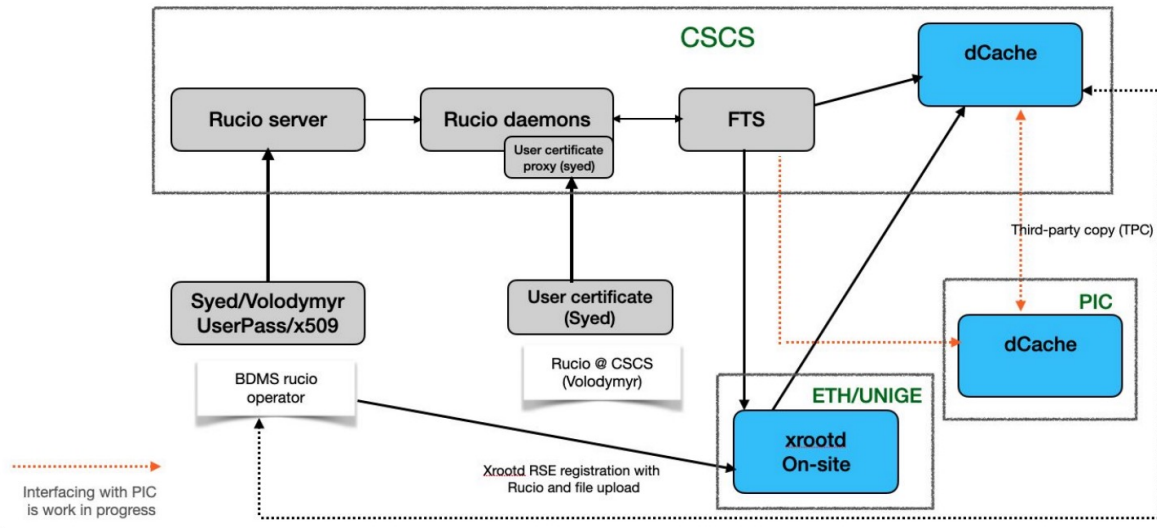 CSCS
dCache
Rucio server
Rucio daemons
FTS
User certificate
proxy (syed)
Third-party copy (TPC)
Syed/Volodymyr
UserPass/x509
User certificate
(Syed)
PIC
dCache
BDMS rucio
operator
Rucio @ CSCS
(Volodymyr)
ETH/UNIGE
xrootd
On-site
Xrootd RSE registration with
Rucio and file upload
Interfacing with PIC
is work in progress